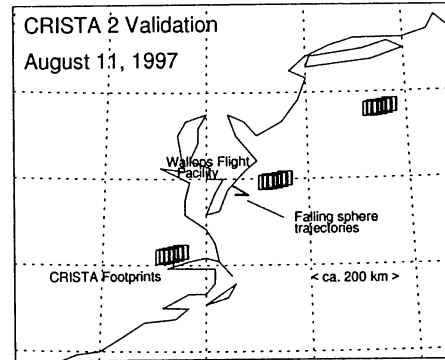 CRISTA 2 Validation
August 11, 1997
Wallops Flight
Facility
Falling sphere
trajectories
CRISTA Footprints
< ca. 200 km >